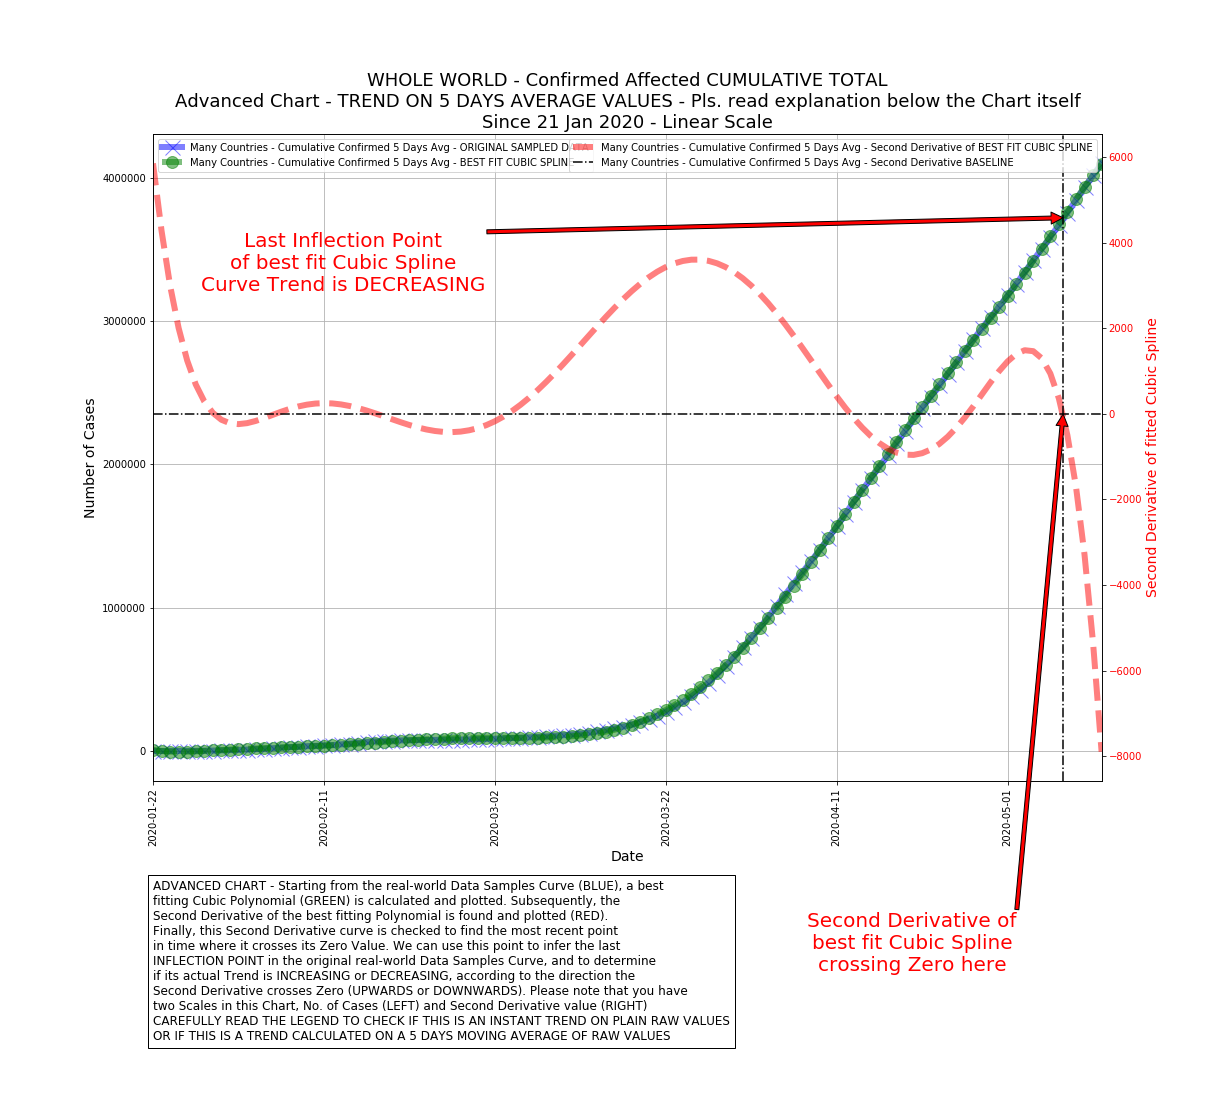 WHOLE WORLD - Confirmed Affected CUMULATIVE TOTAL
Advanced Chart - TREND ON 5 DAYS AVERAGE VALUES - Pls. read explanation below the Chart itself
Since 21 Jan 2020 - Linear Scale
Many Countries - Cumulative Confirmed 5 Days Avg - ORIGINAL SAMPLED DATA
Many Countries - Cumulative Confirmed 5 Days Avg - BEST FIT CUBIC SPLIN
Many Countries - Cumulative Confirmed 5 Days Avg - Second Derivative of BEST FIT CUBIC SPLINE
Many Countries - Cumulative Confirmed 5 Days Avg - Second Derivative BASELINE
Last Inflection Point
of best fit Cubic Spline
Curve Trend is DECREASING
Number of Cases
4000000
3000000
2000000
1000000
0
6000
4000
2000
0
−2000
−4000
−6000
−8000
Second Derivative of fitted Cubic Spline
2020-01-22
2020-02-11
2020-03-02
2020-03-22
2020-04-11
2020-05-01
Date
ADVANCED CHART - Starting from the real-world Data Samples Curve (BLUE), a best
fitting Cubic Polynomial (GREEN) is calculated and plotted. Subsequently, the
Second Derivative of the best fitting Polynomial is found and plotted (RED).
Finally, this Second Derivative curve is checked to find the most recent point
in time where it crosses its Zero Value. We can use this point to infer the last
INFLECTION POINT in the original real-world Data Samples Curve, and to determine
if its actual Trend is INCREASING or DECREASING, according to the direction the
Second Derivative crosses Zero (UPWARDS or DOWNWARDS). Please note that you have
two Scales in this Chart, No. of Cases (LEFT) and Second Derivative value (RIGHT)
CAREFULLY READ THE LEGEND TO CHECK IF THIS IS AN INSTANT TREND ON PLAIN RAW VALUES
OR IF THIS IS A TREND CALCULATED ON A 5 DAYS MOVING AVERAGE OF RAW VALUES
Second Derivative of
best fit Cubic Spline
crossing Zero here